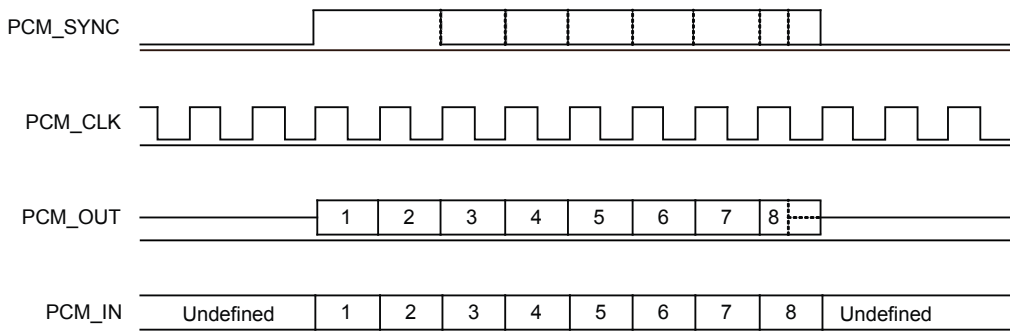 PCM_SYNC
PCM_CLK
PCM_OUT 1 2 3 4 5 6 7 8
PCM_IN Undefined 1 2 3 4 5 6 7 8 Undefined